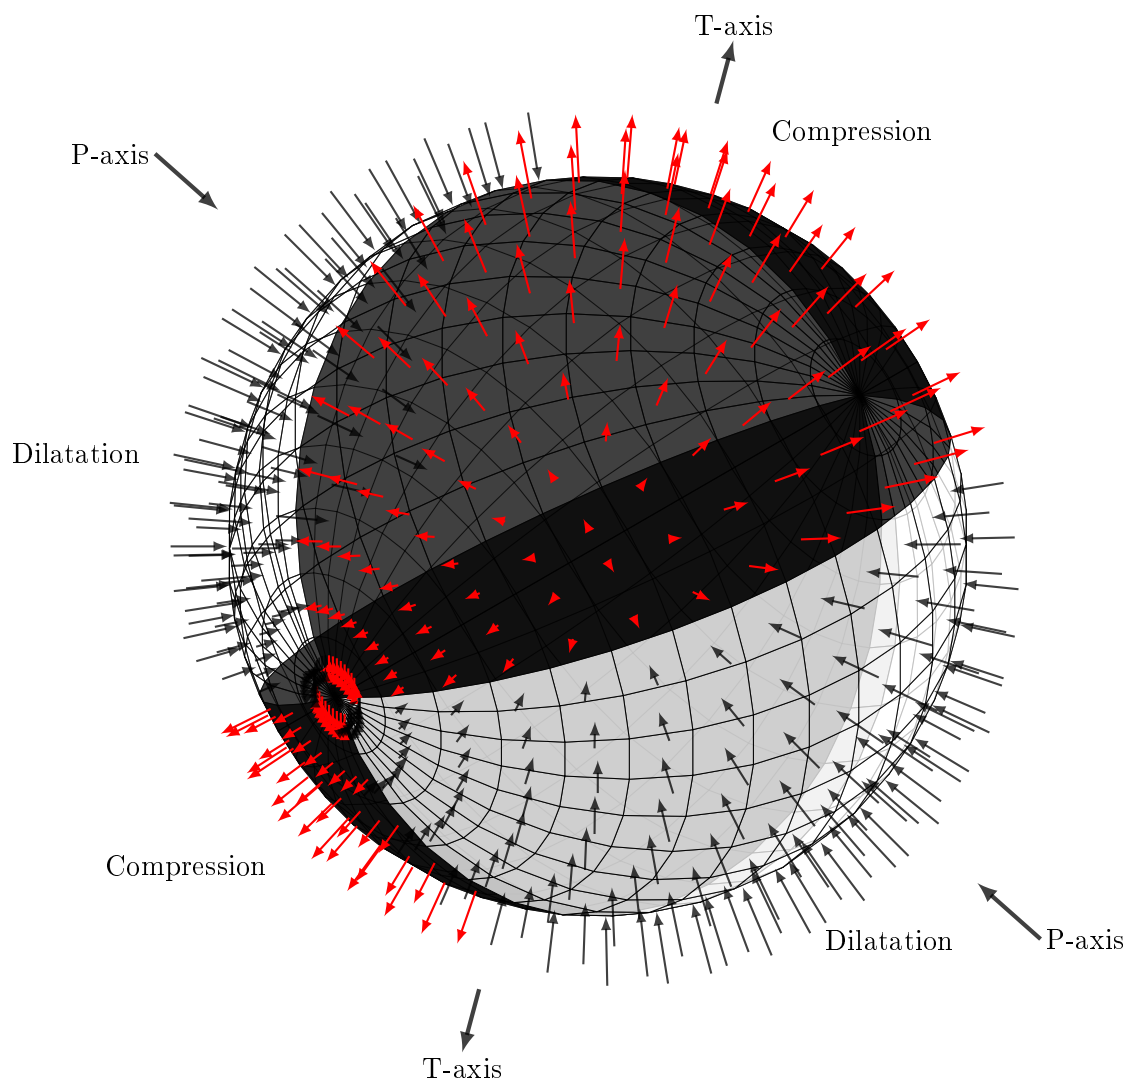 T-axis
Compression
P-axis
Dilatation
Compression
Dilatation
P-axis
T-axis